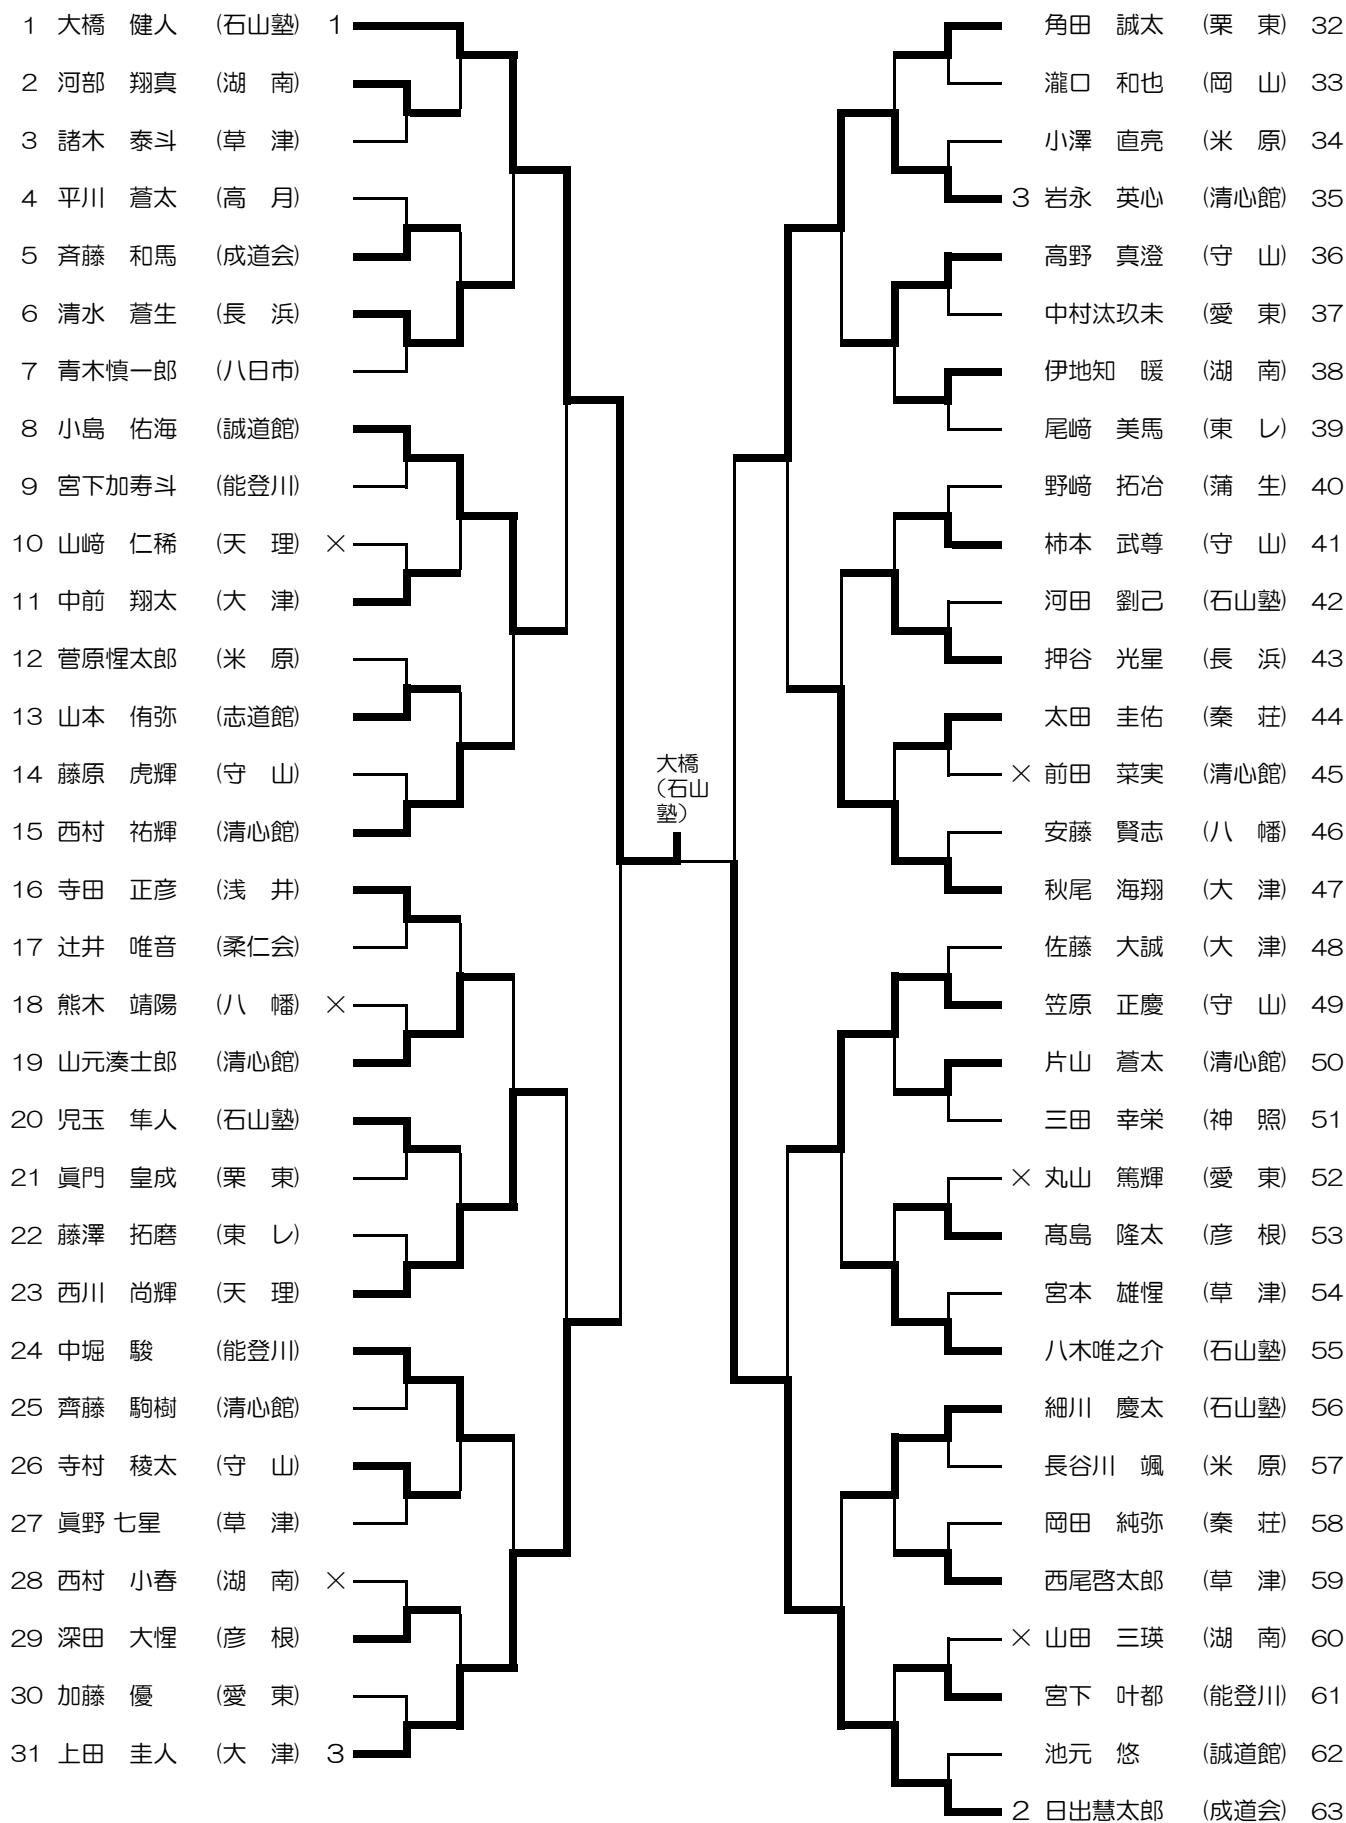 1 大橋　健人 (石山塾) 1
2 河部　翔真 (湖　南)
3 諸木　泰斗 (草　津)
4 平川　蒼太 (高　月)
5 斉藤　和馬 (成道会)
6 清水　蒼生 (長　浜)
7 青木慎一郎 (八日市)
8 小島　佑海 (誠道館)
9 宮下加寿斗 (能登川)
10 山﨑　仁稀 (天　理) ×
11 中前　翔太 (大　津)
12 菅原惺太郎 (米　原)
13 山本　侑弥 (志道館)
14 藤原　虎輝 (守　山)
15 西村　祐輝 (清心館)
16 寺田　正彦 (浅　井)
17 辻井　唯音 (柔仁会)
18 熊木　靖陽 (八　幡) ×
19 山元湊士郎 (清心館)
20 児玉　隼人 (石山塾)
21 眞門　皇成 (栗　東)
22 藤澤　拓磨 (東　レ)
23 西川　尚輝 (天　理)
24 中堀　駿 (能登川)
25 齊藤　駒樹 (清心館)
26 寺村　稜太 (守　山)
27 眞野 七星 (草　津)
28 西村　小春 (湖　南) ×
29 深田　大惺 (彦　根)
30 加藤　優 (愛　東)
31 上田　圭人 (大　津) 3
大橋
（石山
塾）
角田　誠太 (栗　東) 32
瀧口　和也 (岡　山) 33
小澤　直亮 (米　原) 34
3 岩永　英心 (清心館) 35
高野　真澄 (守　山) 36
中村汰玖未 (愛　東) 37
伊地知　暖 (湖　南) 38
尾﨑　美馬 (東　レ) 39
野﨑　拓冶 (蒲　生) 40
柿本　武尊 (守　山) 41
河田　劉己 (石山塾) 42
押谷　光星 (長　浜) 43
太田　圭佑 (秦　荘) 44
× 前田　菜実 (清心館) 45
安藤　賢志 (八　幡) 46
秋尾　海翔 (大　津) 47
佐藤　大誠 (大　津) 48
笠原　正慶 (守　山) 49
片山　蒼太 (清心館) 50
三田　幸栄 (神　照) 51
× 丸山　篤輝 (愛　東) 52
髙島　隆太 (彦　根) 53
宮本　雄惺 (草　津) 54
八木唯之介 (石山塾) 55
細川　慶太 (石山塾) 56
長谷川　颯 (米　原) 57
岡田　純弥 (秦　荘) 58
西尾啓太郎 (草　津) 59
× 山田　三瑛 (湖　南) 60
宮下　叶都 (能登川) 61
池元　悠 (誠道館) 62
2 日出慧太郎 (成道会) 63